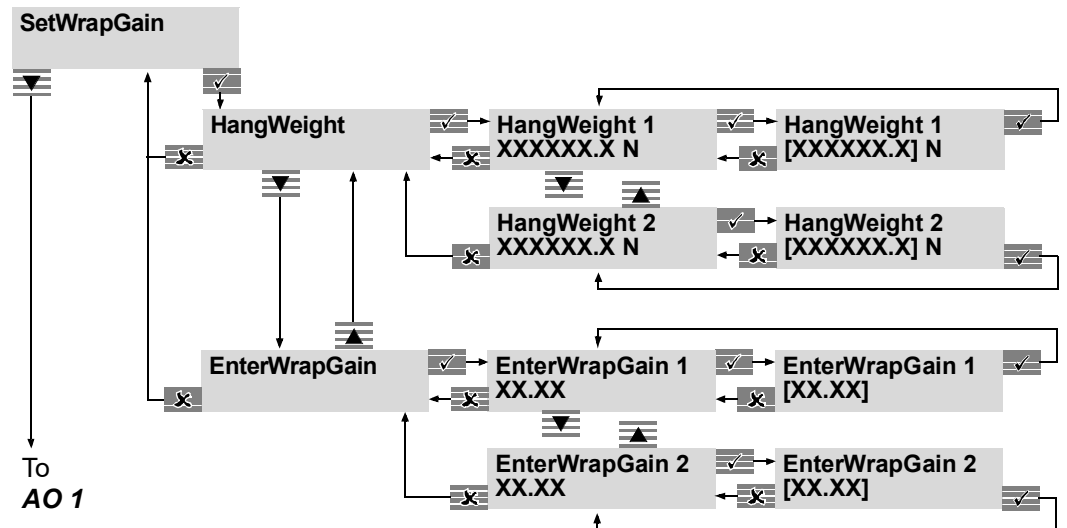 SetWrapGain
HangWeight
HangWeight 1
XXXXXX.X N
HangWeight 1
[XXXXXX.X] N
HangWeight 2
XXXXXX.X N
HangWeight 2
[XXXXXX.X] N
EnterWrapGain
EnterWrapGain 1
XX.XX
EnterWrapGain 1
[XX.XX]
EnterWrapGain 2
XX.XX
EnterWrapGain 2
[XX.XX]
To
AO 1